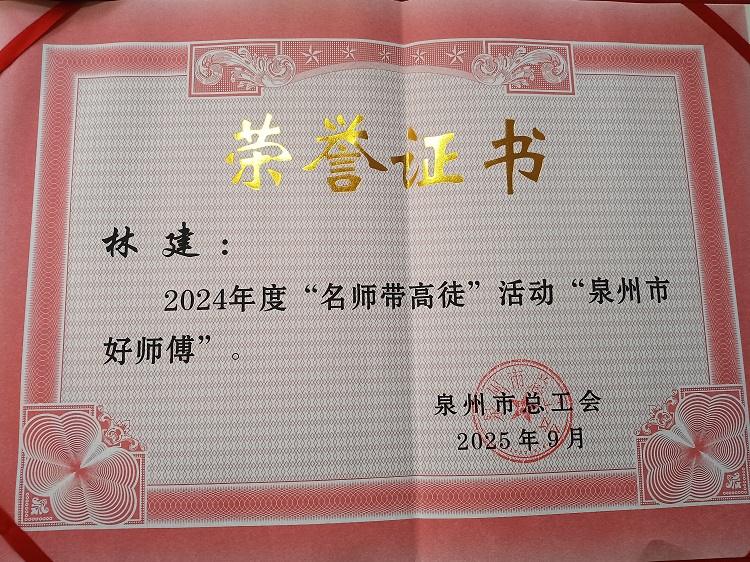 荣誉证书
林建：
2024年度“名师带高徒”活动“泉州市
好师傅”。
泉州市总工会
2025年9月